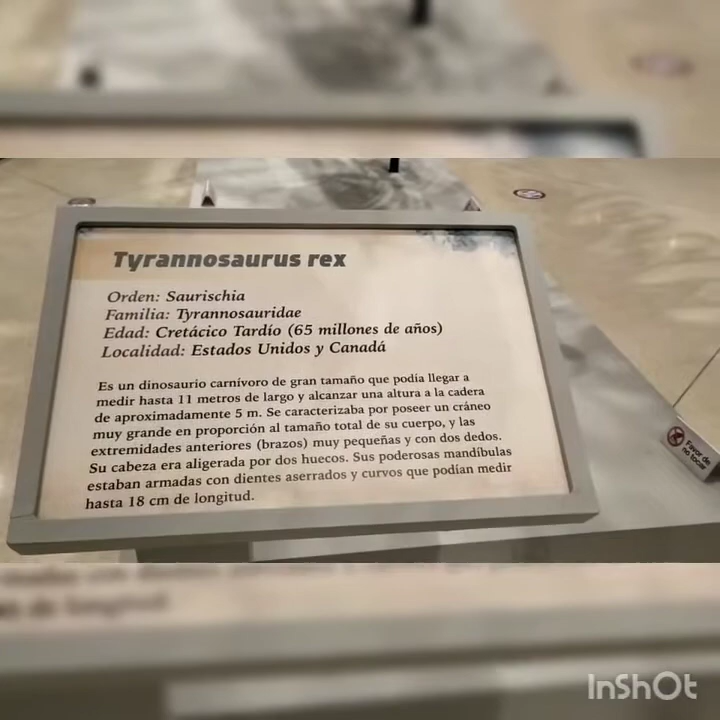 Tyrannosaurus rex
Orden: Saurischia
Familia: Tyrannosauridae
Edad: Cretácico Tardío (65 millones de años)
Localidad: Estados Unidos y Canadá
Es un dinosaurio carnívoro de gran tamaño que podía llegar a
medir hasta 11 metros de largo y alcanzar una altura a la cadera
de aproximadamente 5 m. Se caracterizaba por poseer un cráneo
muy grande en proporción al tamaño total de su cuerpo, y las
extremidades anteriores (brazos) muy pequeñas y con dos dedos.
Su cabeza era aligerada por dos huecos. Sus poderosas mandíbulas
estaban armadas con dientes aserrados y curvos que podían medir
hasta 18 cm de longitud.
Favor de
no tocar
InShOt